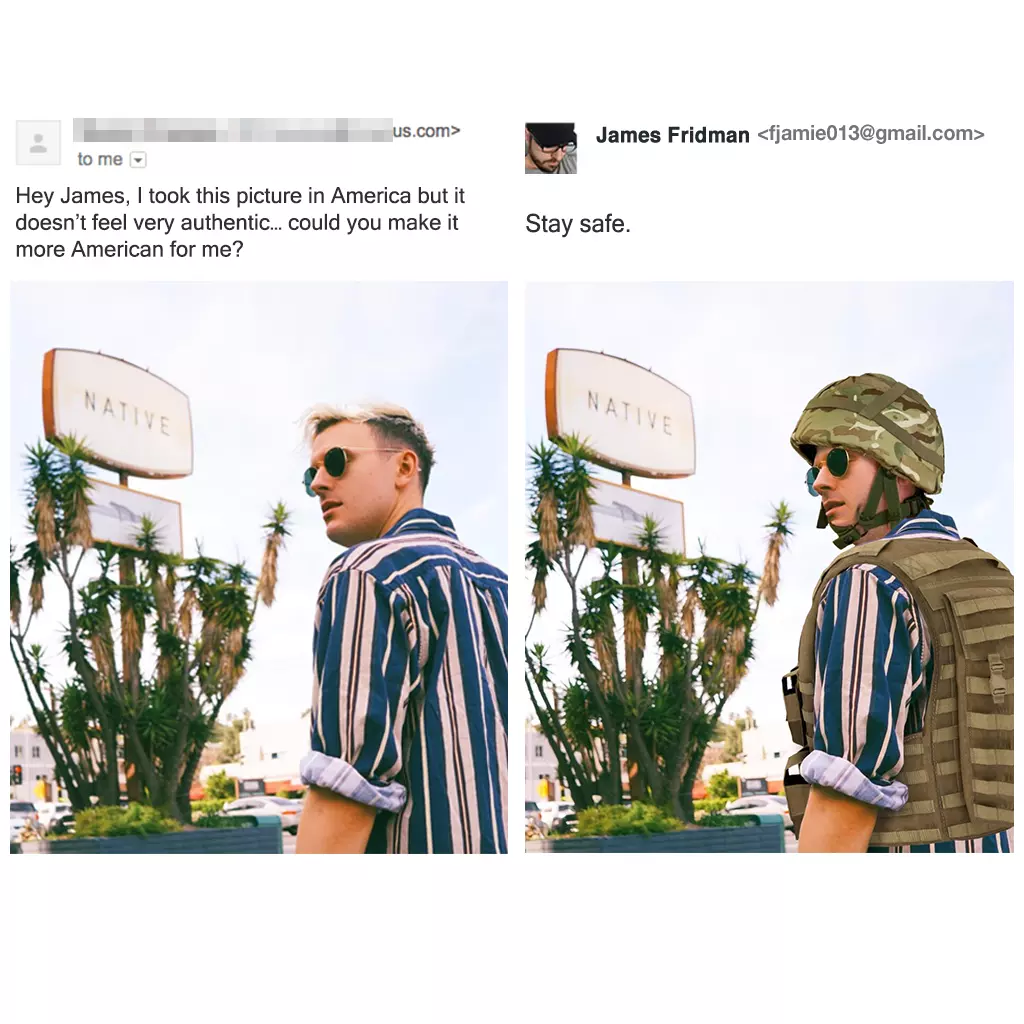 us.com>
to me
Hey James, I took this picture in America but it
doesn’t feel very authentic... could you make it
more American for me?
NATIVE
James Fridman <fjamie013@gmail.com>
Stay safe.
NATIVE